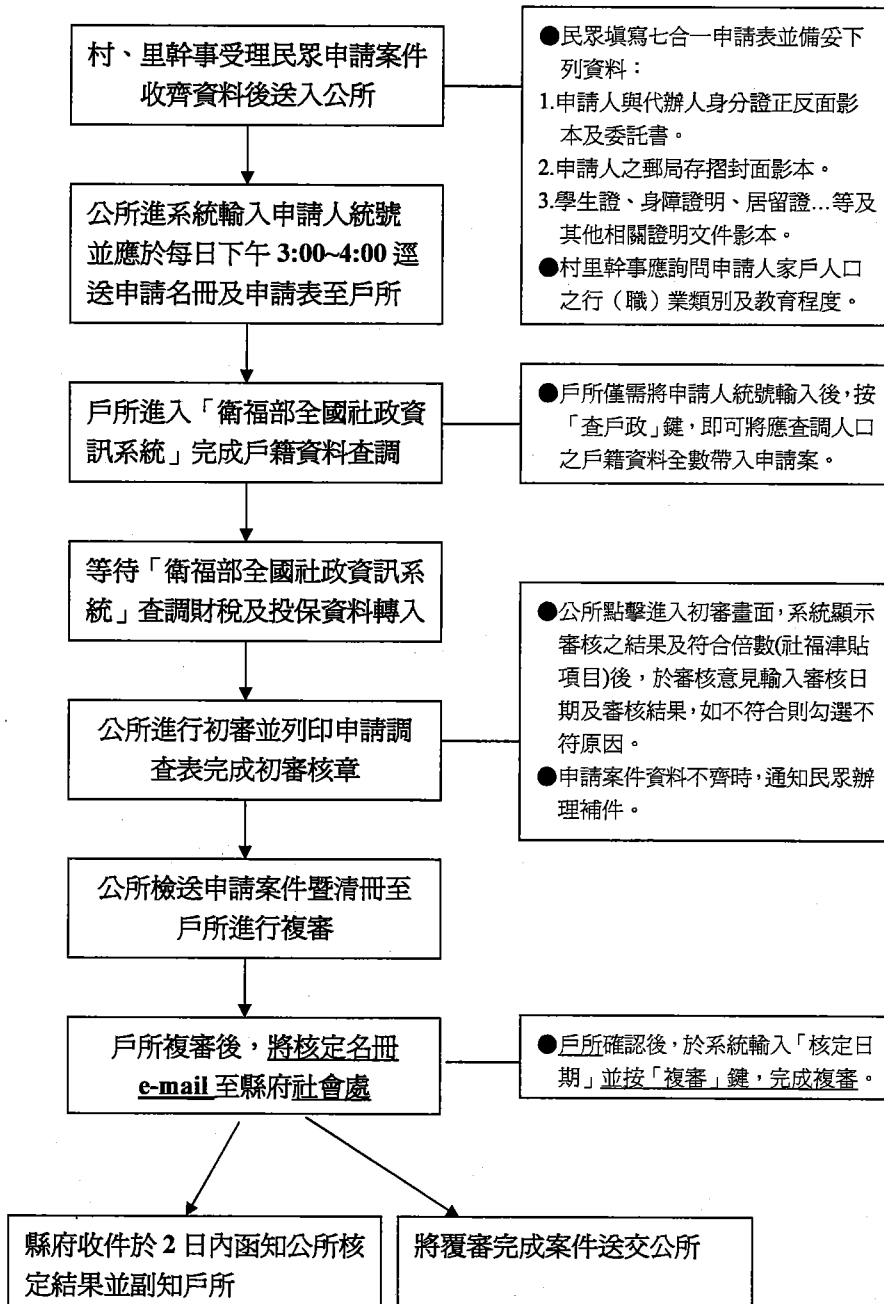 村、里幹事受理民眾申請案件
收齊資料後送入公所
●民眾填寫七合一申請表並備妥下
列資料：
1.申請人與代辦人身分證正反面影
本及委託書。
2.申請人之郵局存摺封面影本。
3.學生證、身障證明、居留證…等及
其他相關證明文件影本。
●村里幹事應詢問申請人家戶人口
之行（職）業類別及教育程度。
公所進系統輸入申請人統號
並應於每日下午 3:00~4:00 逕
送申請名冊及申請表至戶所
戶所進入「衛福部全國社政資
訊系統」完成戶籍資料查調
●戶所僅需將申請人統號輸入後，按
「查戶政」鍵，即可將應查調人口
之戶籍資料全數帶入申請案。
等待「衛福部全國社政資訊系
統」查調財稅及投保資料轉入
公所進行初審並列印申請調
查表完成初審核章
●公所點擊進入初審畫面，系統顯示
審核之結果及符合倍數(社福津貼
項目)後，於審核意見輸入審核日
期及審核結果，如不符合則勾選不
符原因。
●申請案件資料不齊時，通知民眾辦
理補件。
公所檢送申請案件暨清冊至
戶所進行複審
戶所複審後，將核定名冊
e-mail 至縣府社會處
●戶所確認後，於系統輸入「核定日
期」並按「複審」鍵，完成複審。
縣府收件於 2 日內函知公所核
定結果並副知戶所
將覆審完成案件送交公所